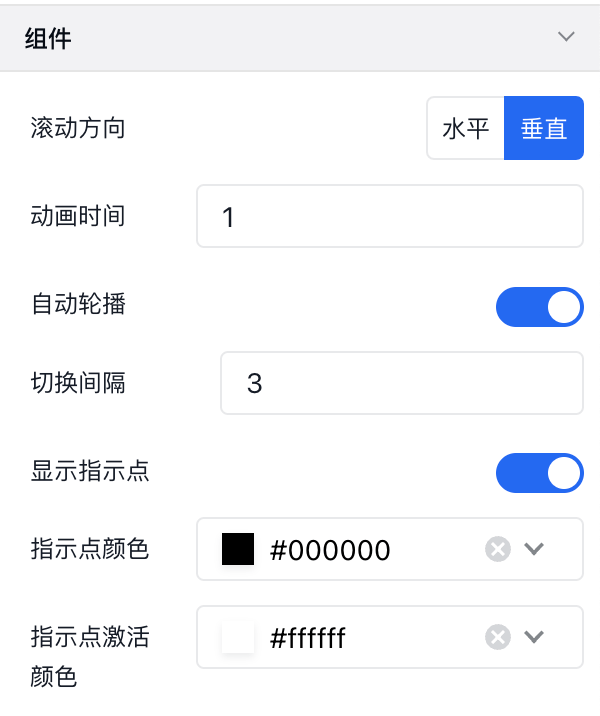 组件
滚动方向 水平 垂直
动画时间 1
自动轮播
切换间隔 3
显示指示点
指示点颜色 #000000
指示点激活 #ffffff
颜色